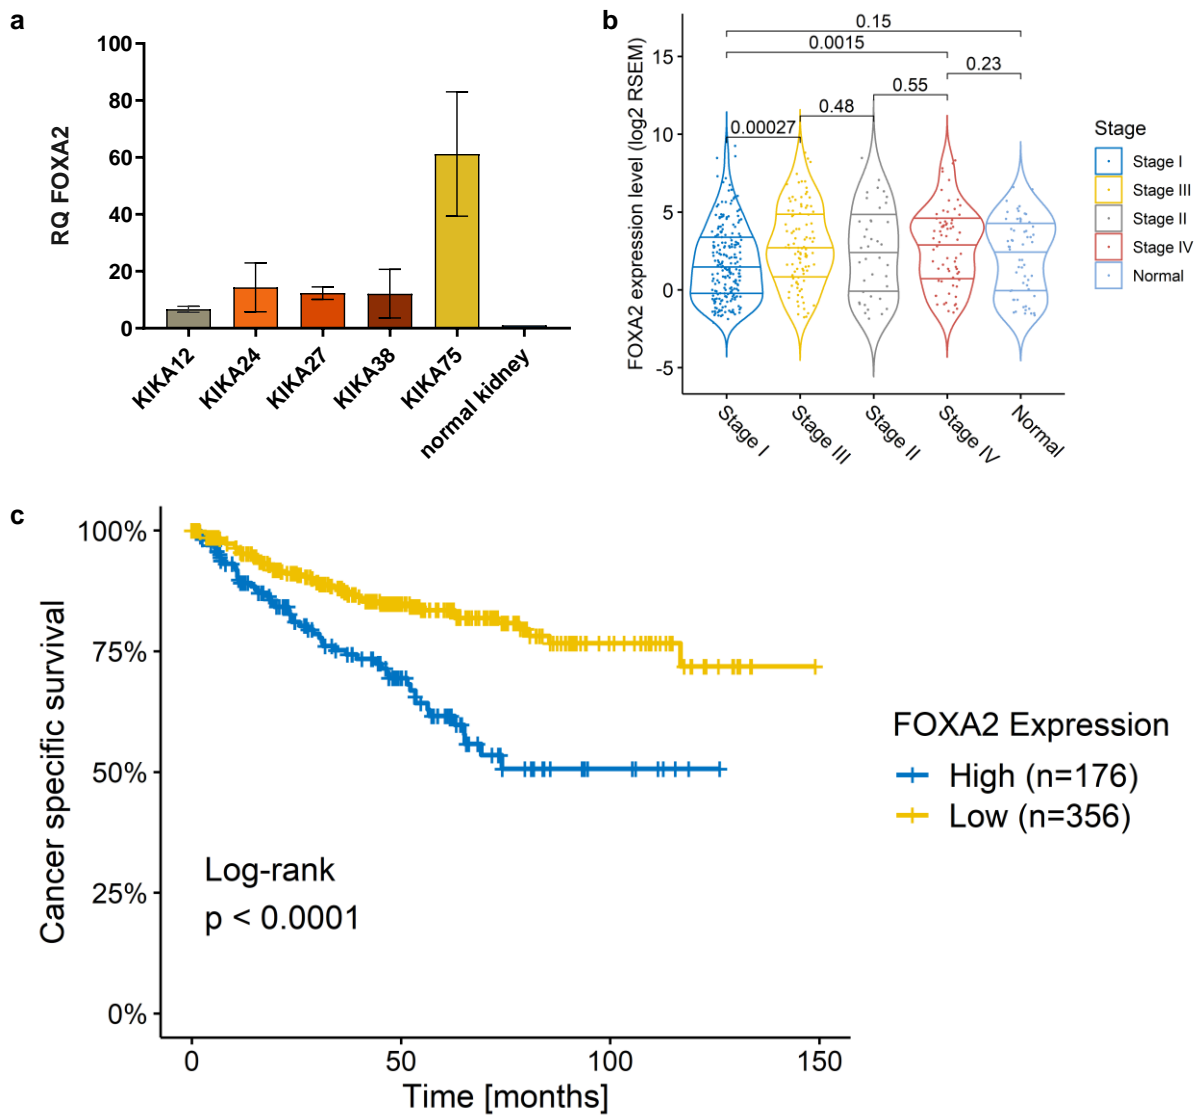 a
RQ FOXA2
100
80
60
40
20
0
KIKA12
KIKA24
KIKA27
KIKA38
KIKA75
normal kidney
b
FOXA2 expression level (log2 RSEM)
15
10
5
0
-5
0.15
0.0015
0.23
0.55
0.48
0.00027
Stage I
Stage III
Stage II
Stage IV
Normal
Stage
Stage I
Stage III
Stage II
Stage IV
Normal
c
Cancer specific survival
100%
75%
50%
25%
0%
Log-rank
p < 0.0001
0
50
100
150
Time [months]
FOXA2 Expression
High (n=176)
Low (n=356)